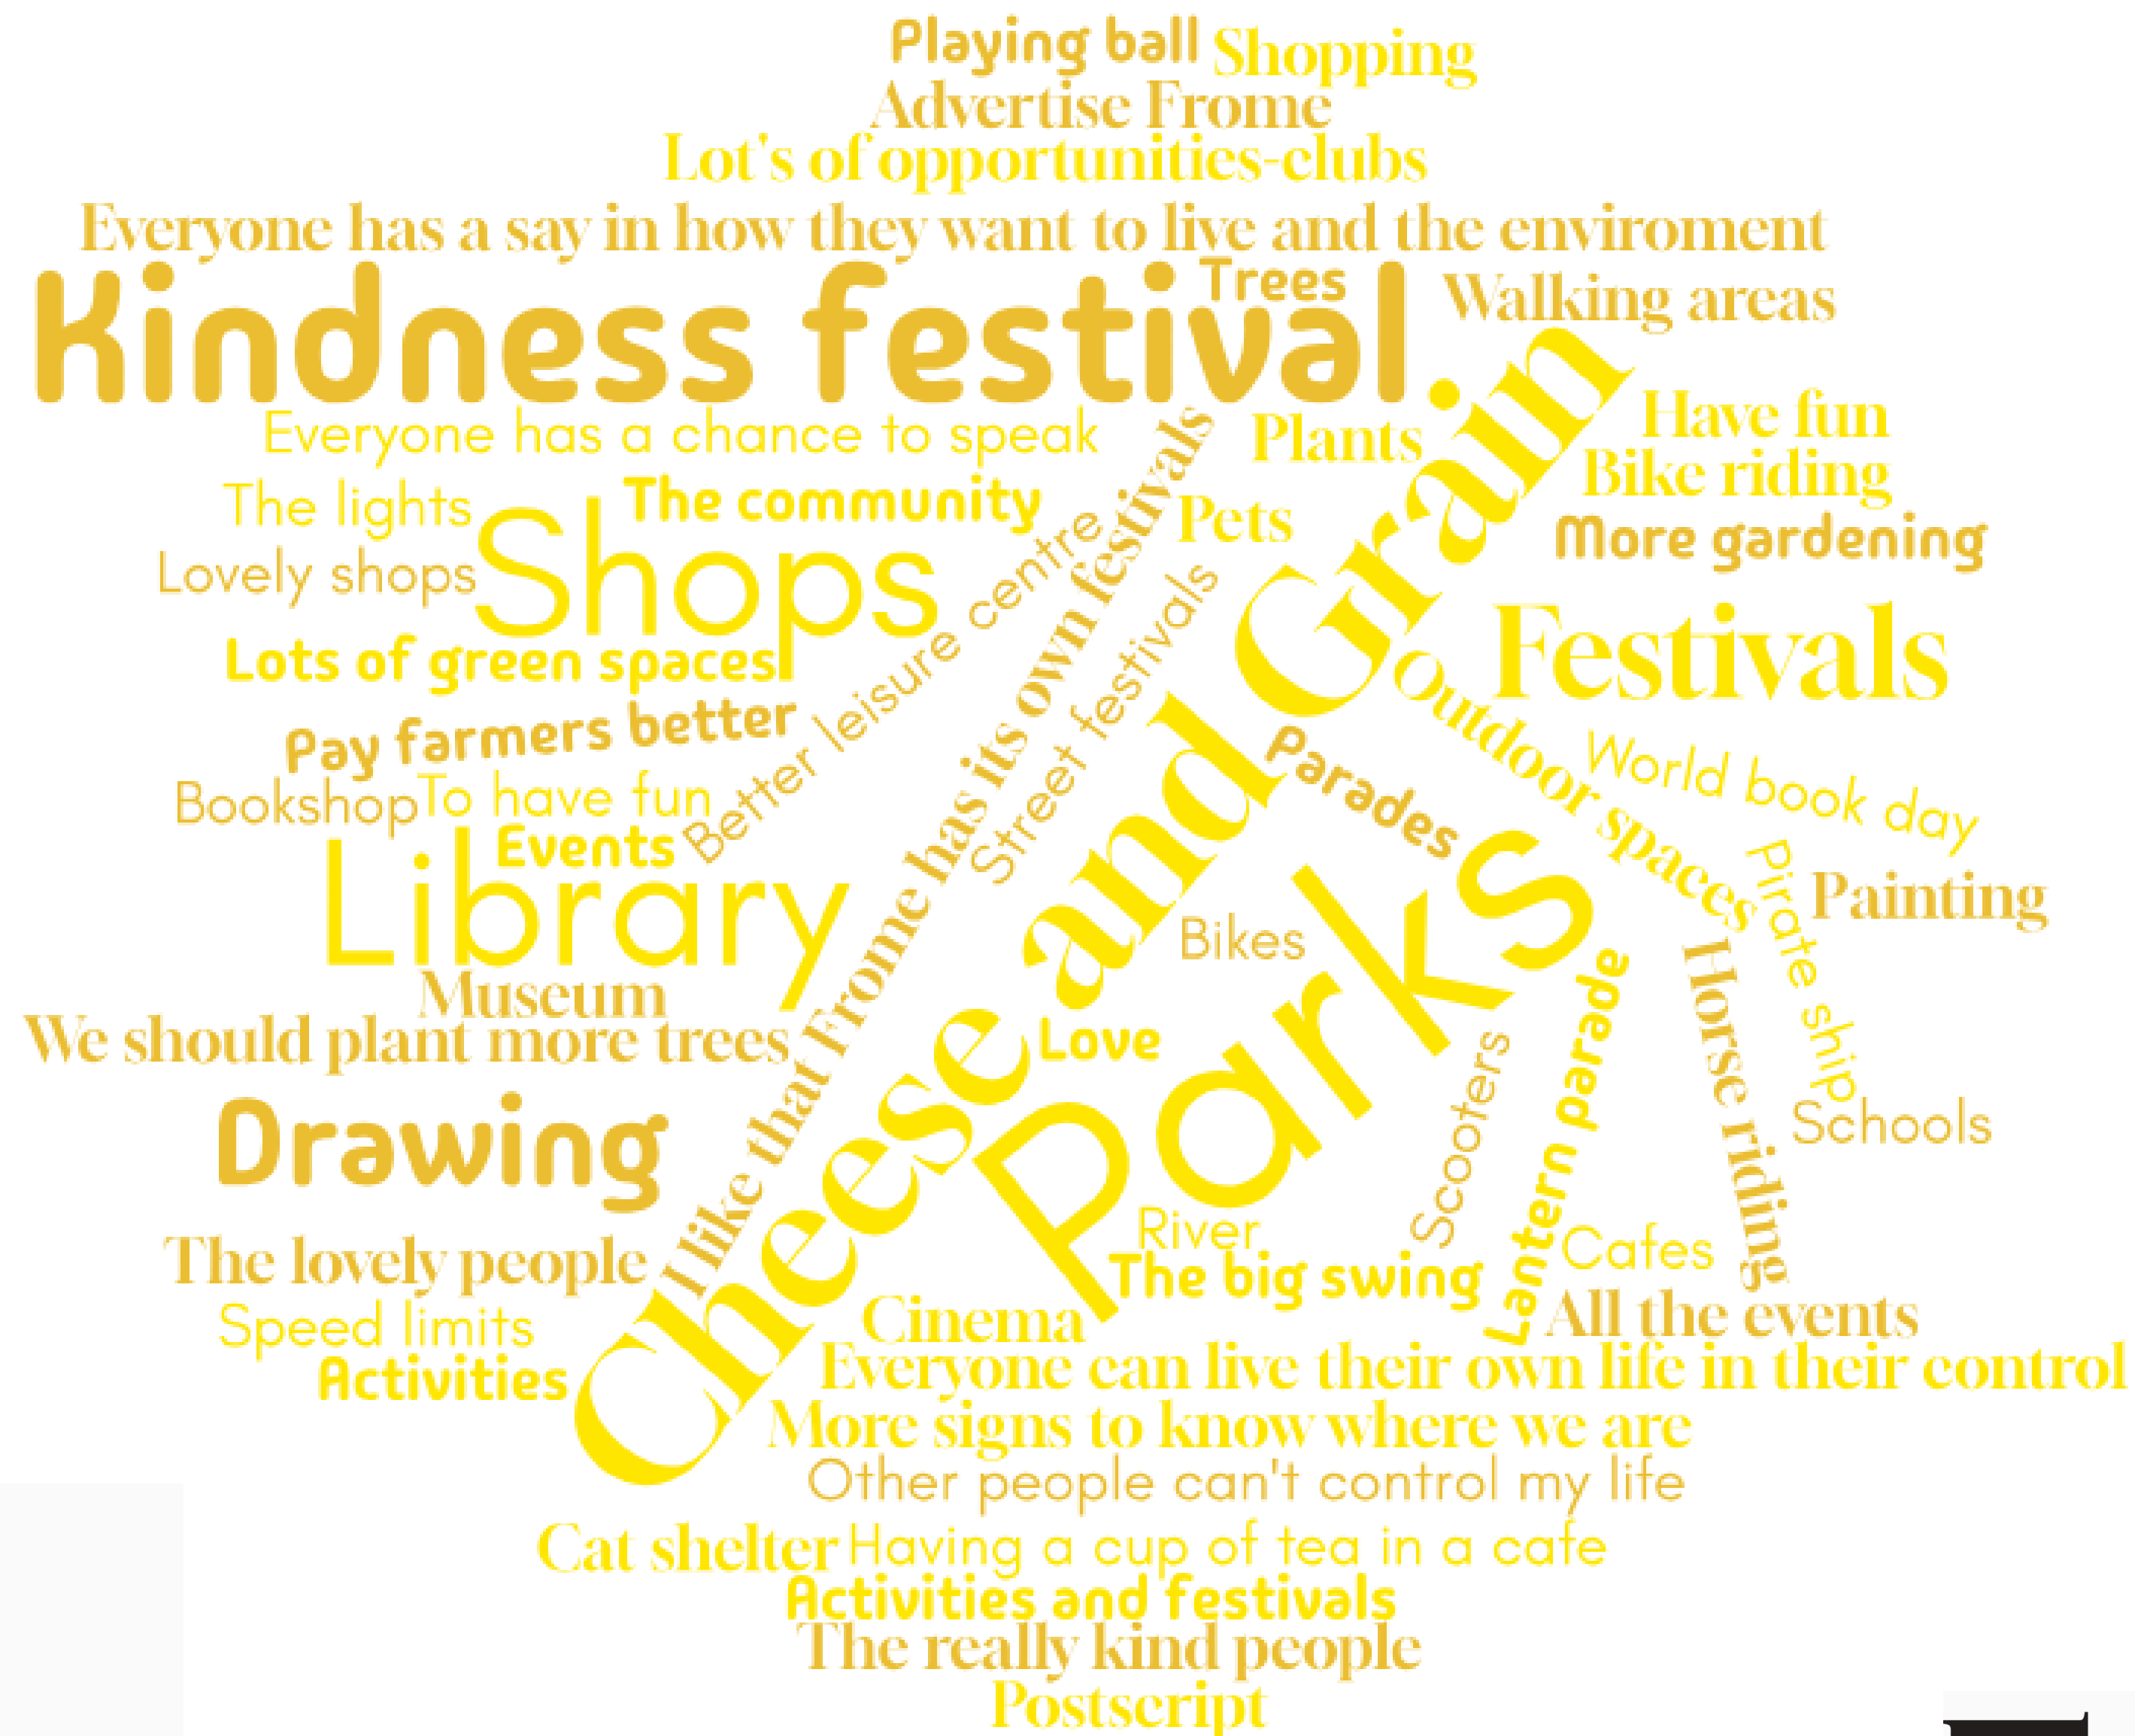 Playing ball
Shopping
Advertise Frome
Lot's of opportunities-clubs
Everyone has a say in how they want to live and the enviroment
Kindness festival
Trees
Walking areas
Everyone has a chance to speak
Plants
Have fun
Bike riding
The lights
The community
Pets
More gardening
Lovely shops
Shops
Better leisure centre
I like that Frome has its own festivals
Street festivals
Cheese and Grain
Festivals
Lots of green spaces
Outdoor spaces
Pay farmers better
Parades
World book day
Bookshop
To have fun
Events
Library
Bikes
Parks
Pirate ship
Painting
Museum
We should plant more trees
Love
Horse riding
Scooters
Lantern parade
Drawing
Schools
River
Cafes
The lovely people
The big swing
Speed limits
Cinema
All the events
Activities
Everyone can live their own life in their control
More signs to know where we are
Other people can't control my life
Cat shelter
Having a cup of tea in a cafe
Activities and festivals
The really kind people
Postscript